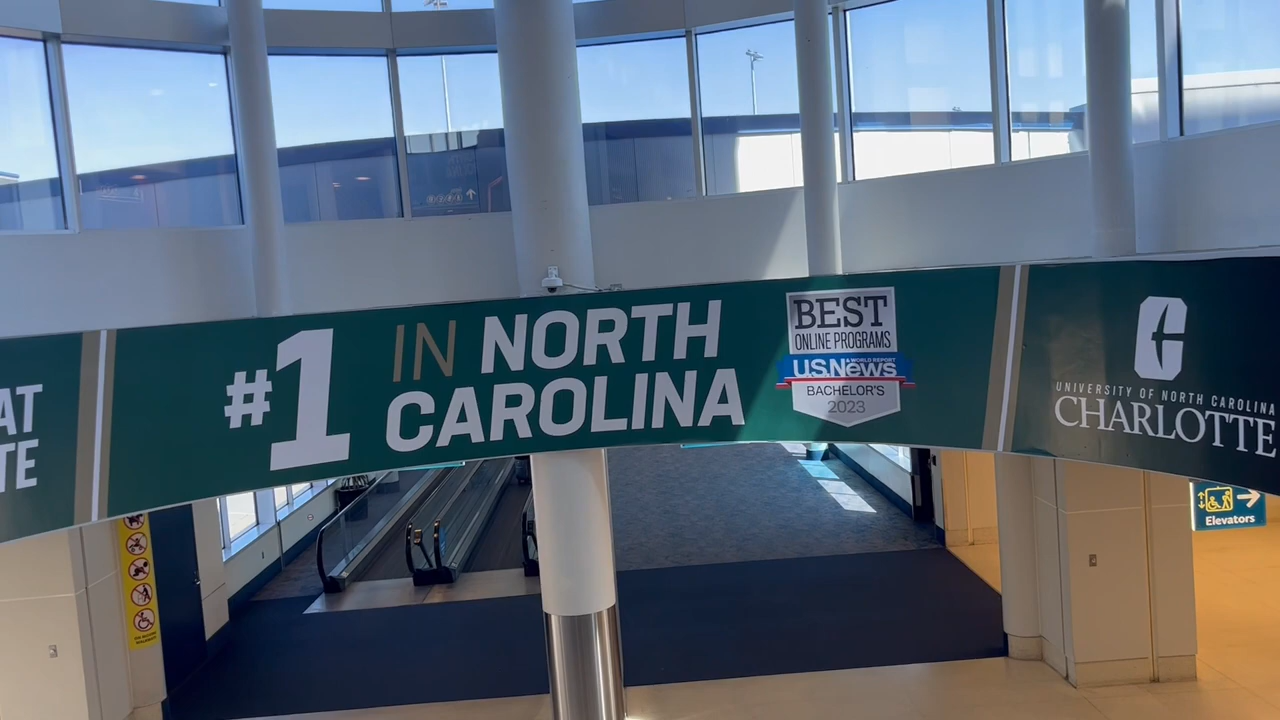 AT
TE
#1 IN NORTH
CAROLINA
BEST
ONLINE PROGRAMS
U.S.News
& WORLD REPORT
BACHELOR'S
2023
UNIVERSITY OF NORTH CAROLINA
CHARLOTTE
Elevators